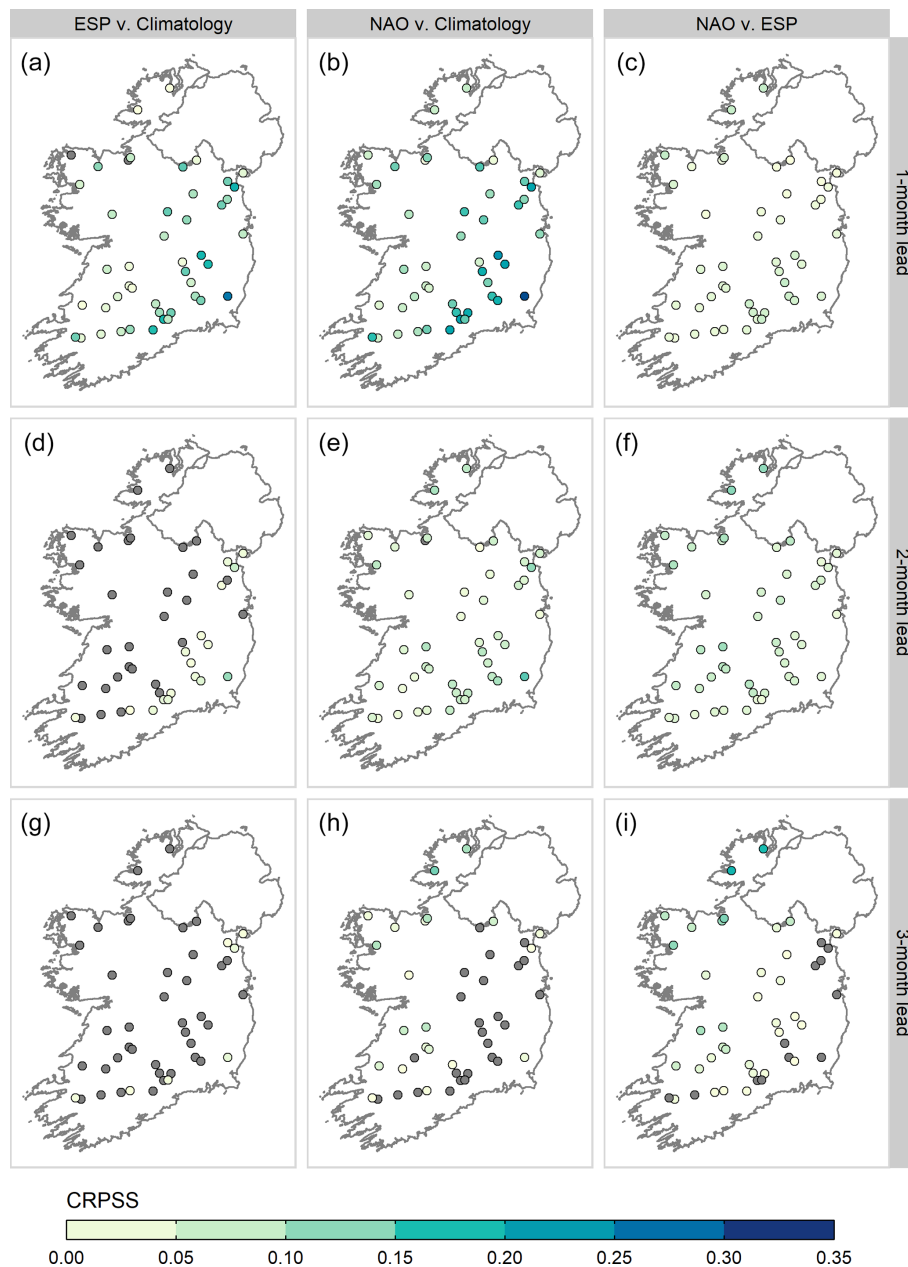 ESP v. Climatology
NAO v. Climatology
NAO v. ESP
(a)
(b)
(c)
1-month lead
(d)
(e)
(f)
2-month lead
(g)
(h)
(i)
3-month lead
CRPSS
0.00 0.05 0.10 0.15 0.20 0.25 0.30 0.35